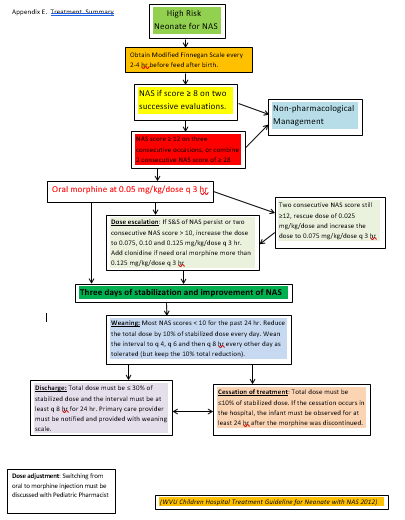 Appendix E. Treatment Summary
High Risk
Neonate for NAS
Obtain Modified Finnegan Scale every
2-4 hr before feed after birth.
NAS if score ≥ 8 on two
successive evaluations.
Non-pharmacological
Management
NAS score ≥12 on three
consecutive occasions, or combine
consecutive NAS score of ≥ 24
Oral morphine at 0.05 mg/kg/dose q 3 hr
Two consecutive NAS score still
≥12, rescue dose of 0.025
mg/kg/dose and increase the
dose to 0.075 mg/kg/dose q 3 hr
Dose escalation: If S&S of NAS persist or two
consecutive NAS score > 10, increase the dose
to 0.075, 0.10 and 0.125 mg/kg/dose q 3 hr.
Add clonidine if need oral morphine more than
0.125 mg/kg/dose q 3 hr
Three days of stabilization and improvement of NAS
Weaning: Most NAS scores < 10 for the past 24 hr. Reduce
the total dose by 10% of stabilized dose every day. Wean
the interval to q 4, q 6 and then q 8 hr every other day as
tolerated (but keep the 10% total reduction).
Discharge: Total dose must be ≤ 30% of
stabilized dose and the interval must be at
least q 8 hr for 24 hr. Primary care provider
must be notified and provided with weaning
scale.
Cessation of treatment: Total dose must be
≤10% of stabilized dose. If the cessation occurs in
the hospital, the infant must be observed for at
least 24 hr after the morphine was discontinued.
Dose adjustment: Switching from
oral to morphine injection must be
discussed with Pediatric Pharmacist
(WVU Children Hospital Treatment Guideline for Neonate with NAS 2012)